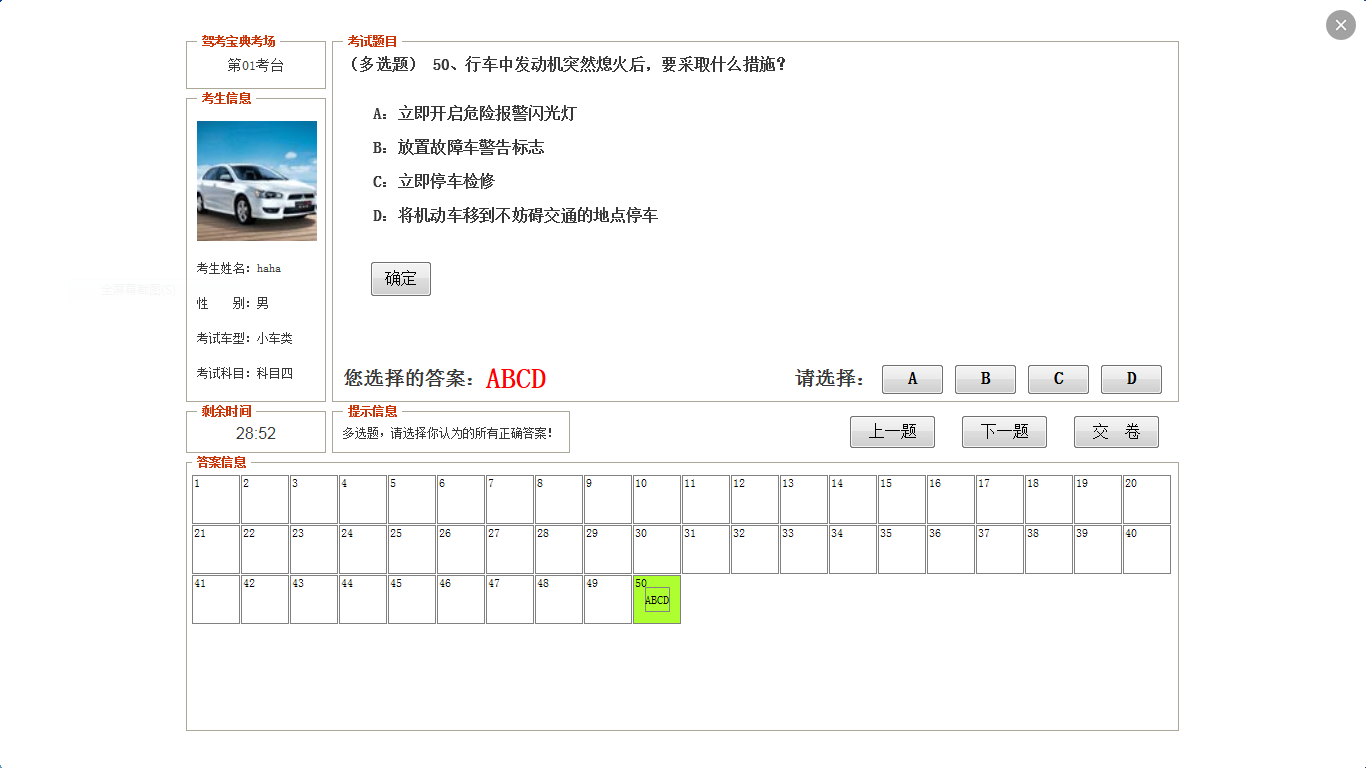 驾考宝典考场
第01考台
考生信息
考生姓名：haha
性 别：男
考试车型：小车类
考试科目：科目四
考试题目
（多选题） 50、行车中发动机突然熄火后，要采取什么措施？
A：立即开启危险报警闪光灯
B：放置故障车警告标志
C：立即停车检修
D：将机动车移到不妨碍交通的地点停车
确定
您选择的答案：ABCD
请选择： A B C D
剩余时间
28:52
提示信息
多选题，请选择你认为的所有正确答案！
上一题 下一题 交 卷
答案信息
1 2 3 4 5 6 7 8 9 10 11 12 13 14 15 16 17 18 19 20
21 22 23 24 25 26 27 28 29 30 31 32 33 34 35 36 37 38 39 40
41 42 43 44 45 46 47 48 49 50
ABCD